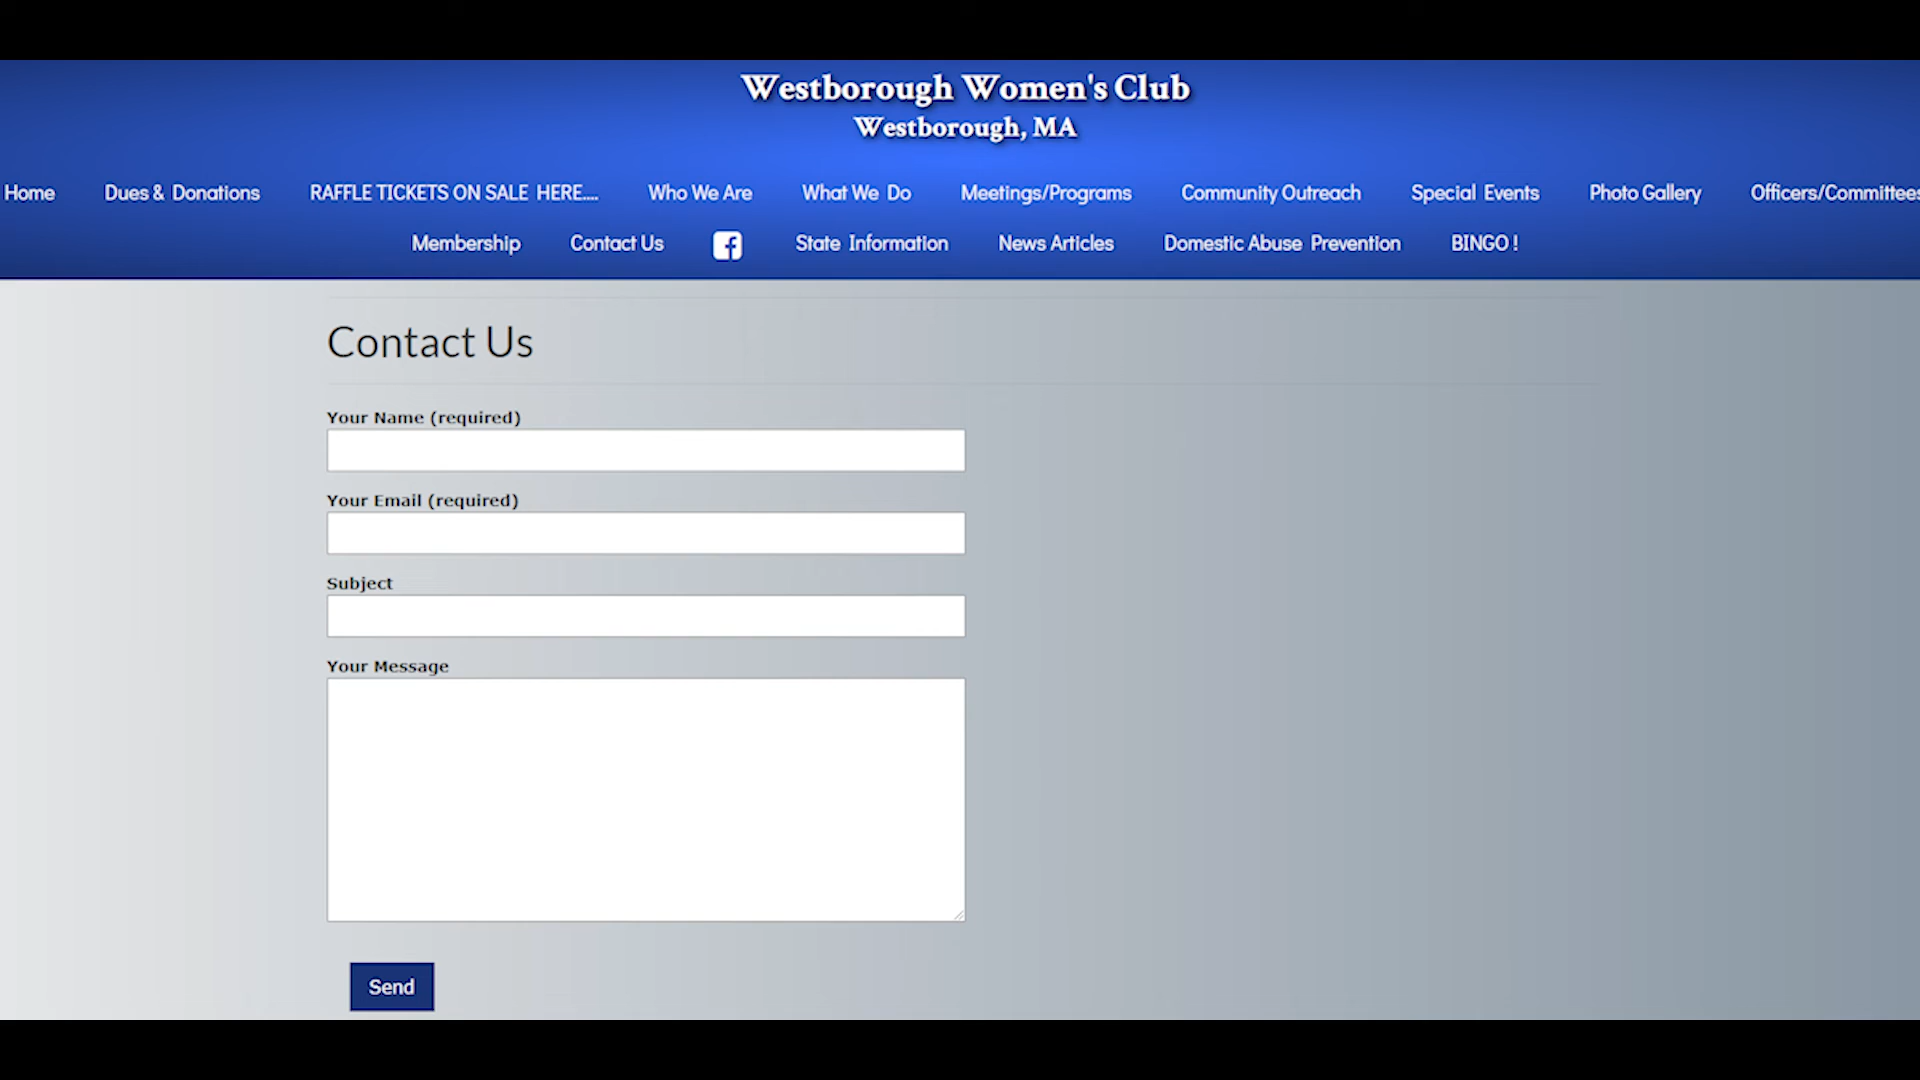 Westborough Women's Club
Westborough, MA
Home Dues & Donations RAFFLE TICKETS ON SALE HERE.... Who We Are What We Do Meetings/Programs Community Outreach Special Events Photo Gallery Officers/Committees
Membership Contact Us State Information News Articles Domestic Abuse Prevention BINGO !
Contact Us
Your Name (required)
Your Email (required)
Subject
Your Message
Send